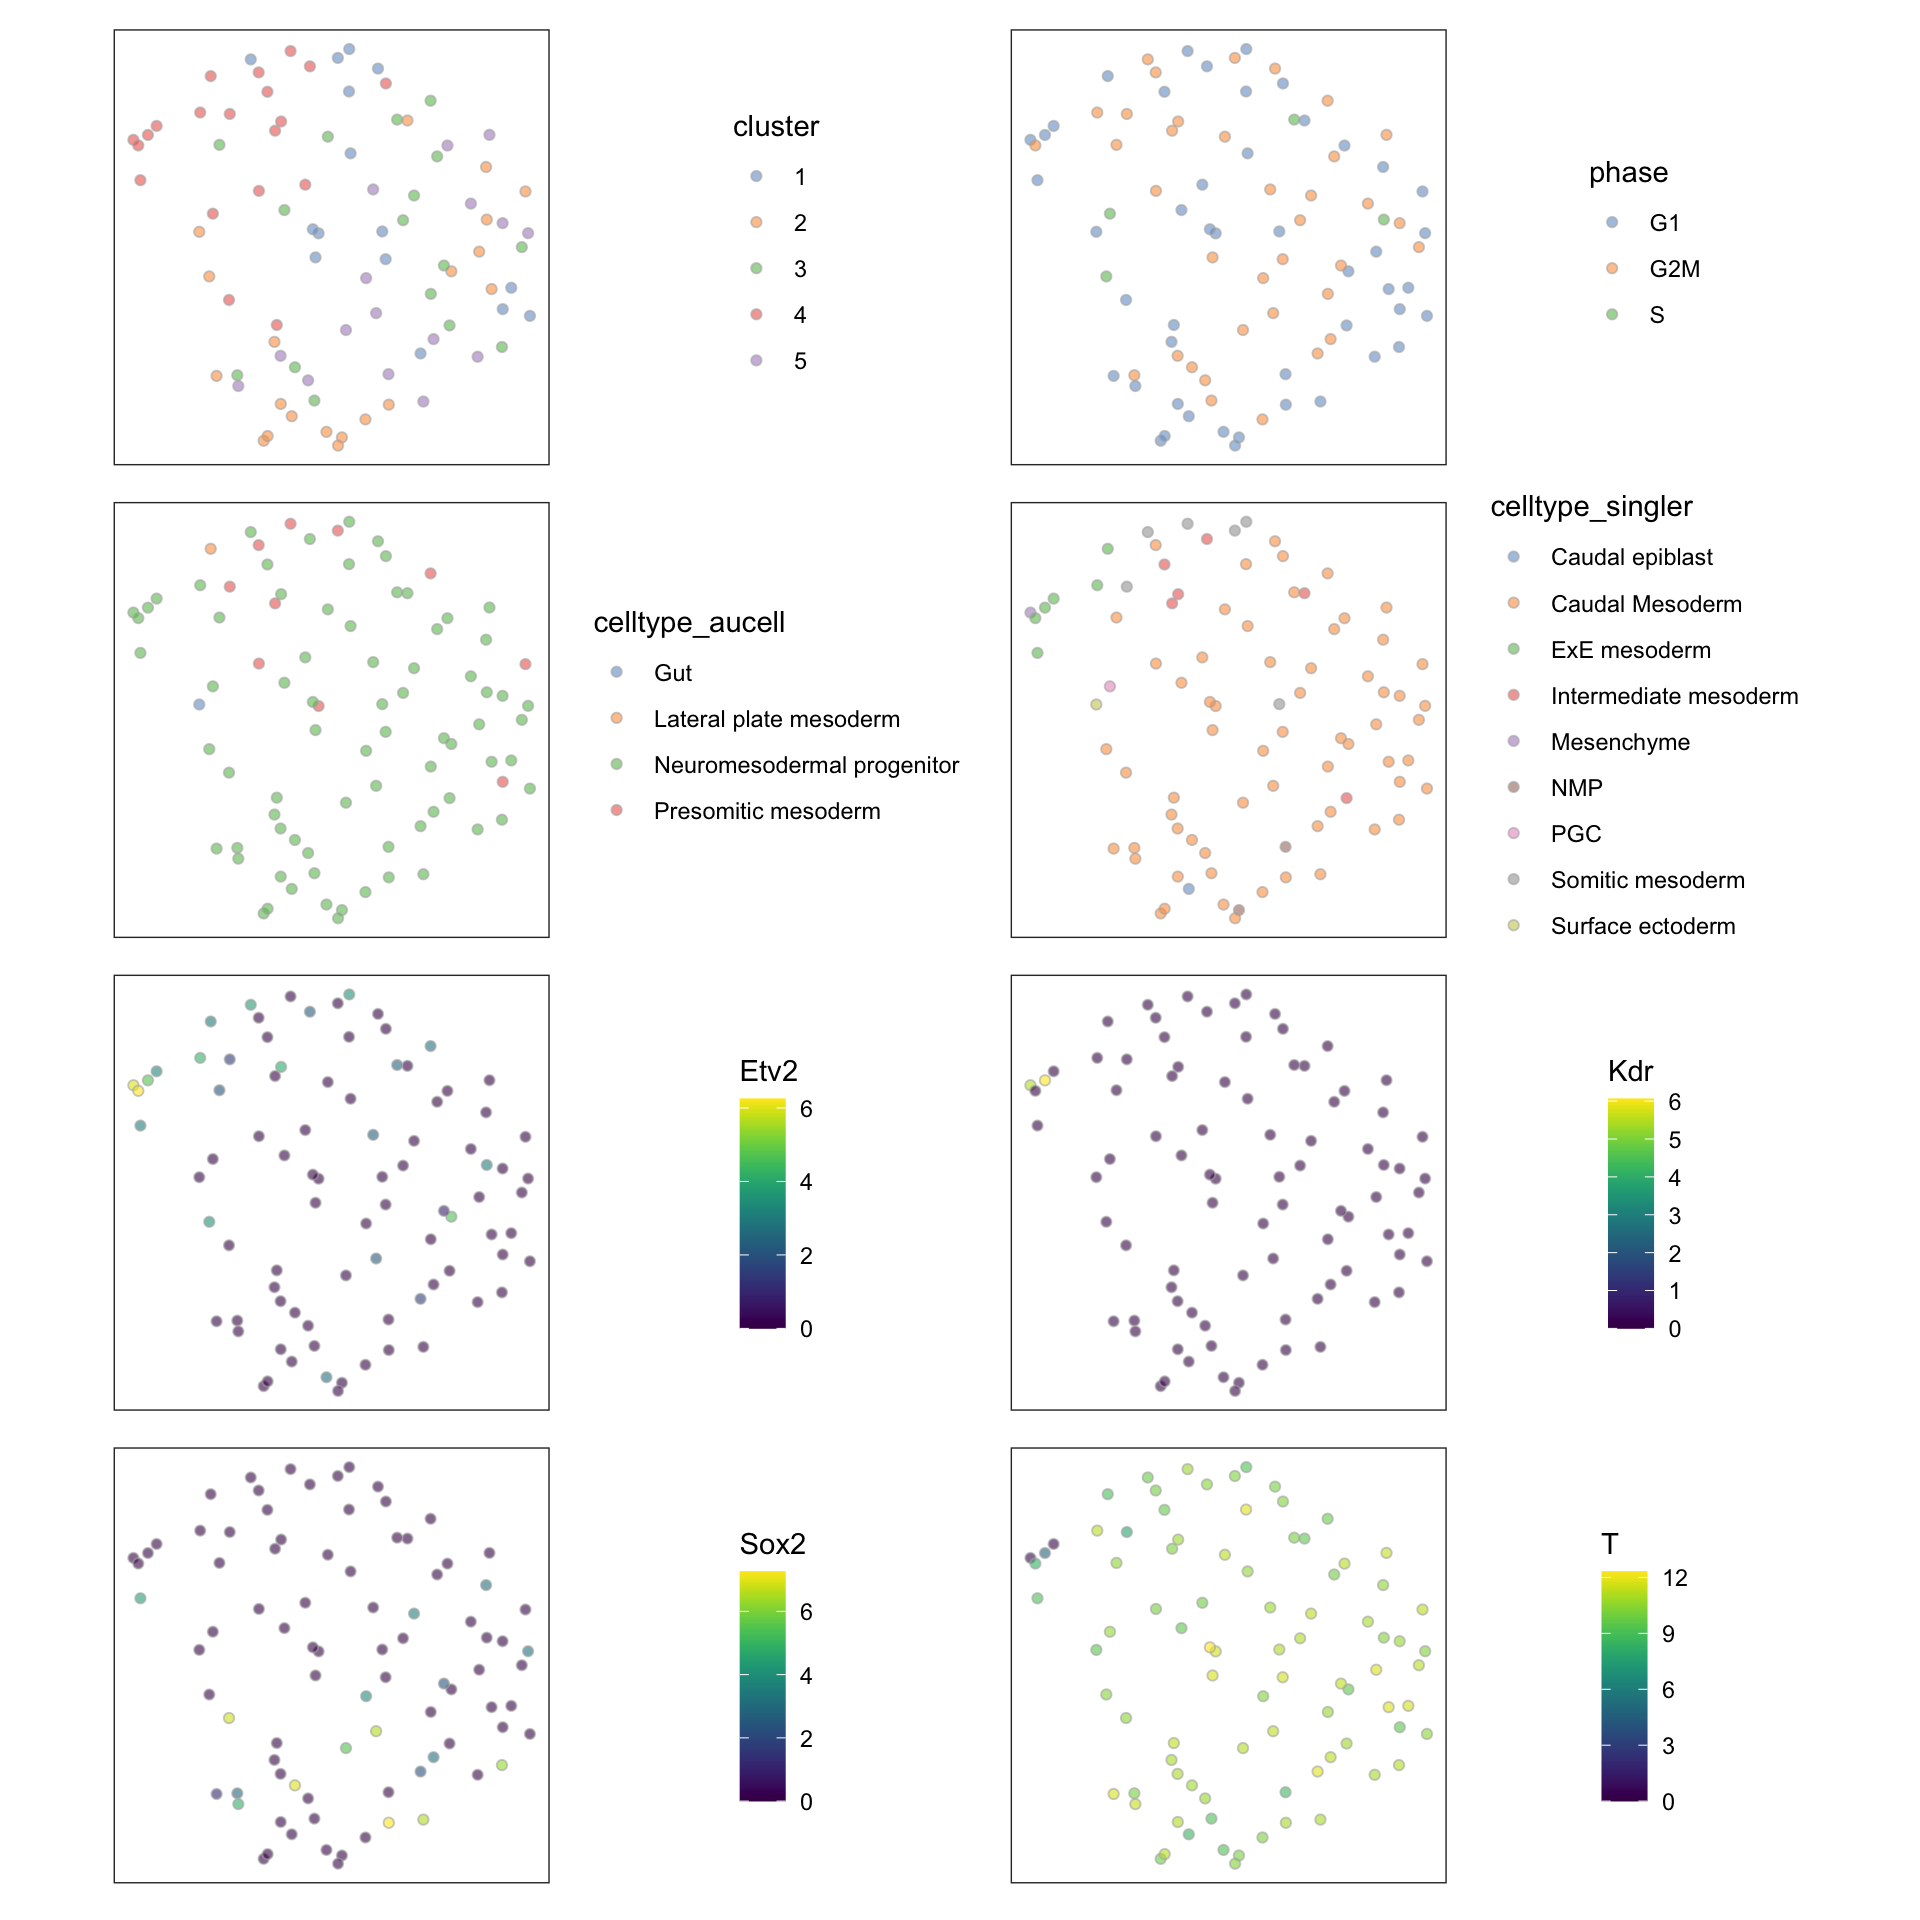 cluster
1
2
3
4
5
phase
G1
G2M
S
celltype_aucell
Gut
Lateral plate mesoderm
Neuromesodermal progenitor
Presomitic mesoderm
celltype_singler
Caudal epiblast
Caudal Mesoderm
ExE mesoderm
Intermediate mesoderm
Mesenchyme
NMP
PGC
Somitic mesoderm
Surface ectoderm
Etv2
6
4
2
0
Kdr
6
5
4
3
2
1
0
Sox2
6
4
2
0
T
12
9
6
3
0